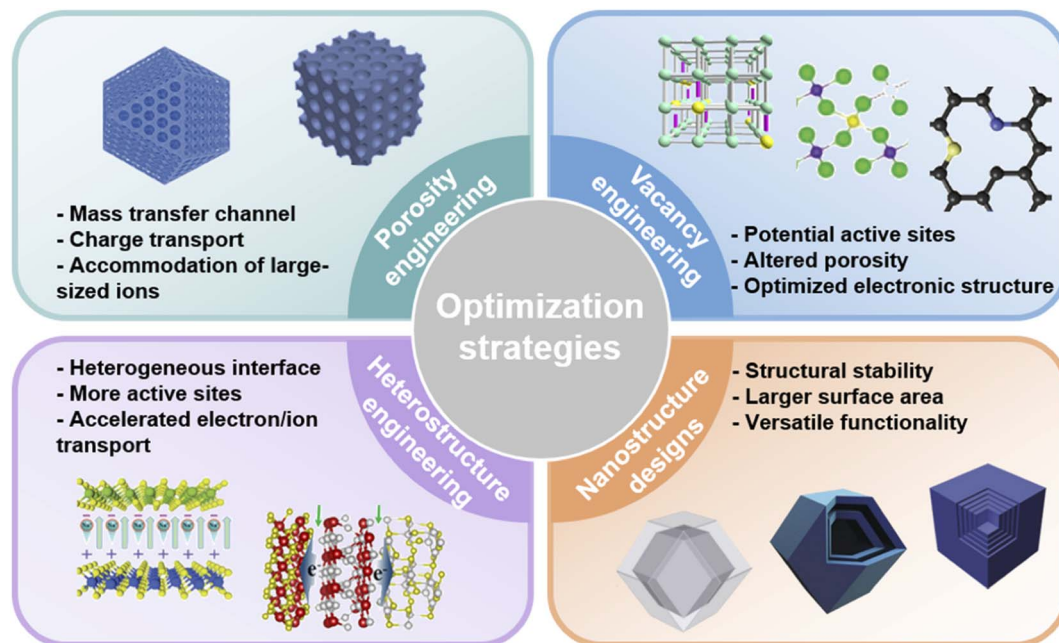 Porosity
engineering
- Mass transfer channel
- Charge transport
- Accommodation of large-
sized ions
Vacancy
engineering
- Potential active sites
- Altered porosity
- Optimized electronic structure
Optimization
strategies
Heterostructure
engineering
- Heterogeneous interface
- More active sites
- Accelerated electron/ion
transport
e-
e-
Nanostructure
designs
- Structural stability
- Larger surface area
- Versatile functionality